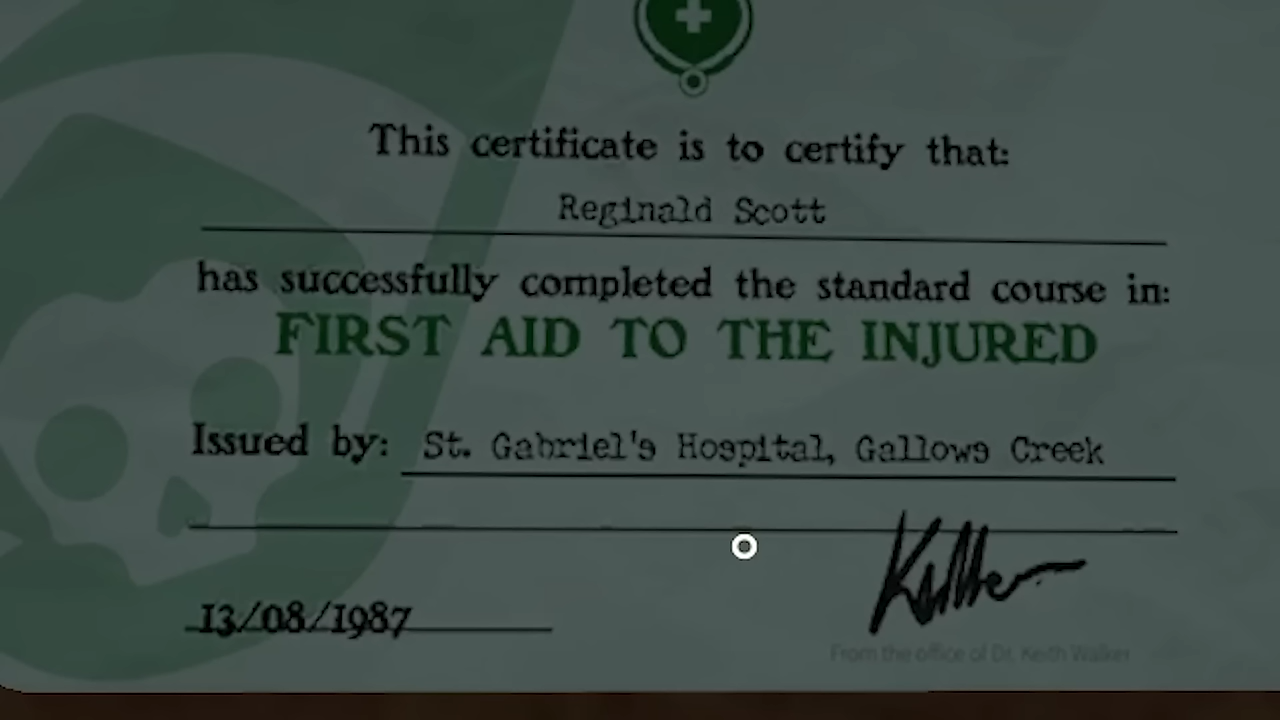 This certificate is to certify that:
Reginald Scott
has successfully completed the standard course in:
FIRST AID TO THE INJURED
Issued by: St. Gabriel's Hospital, Gallows Creek
13/08/1987
From the office of Dr. Keith Walker